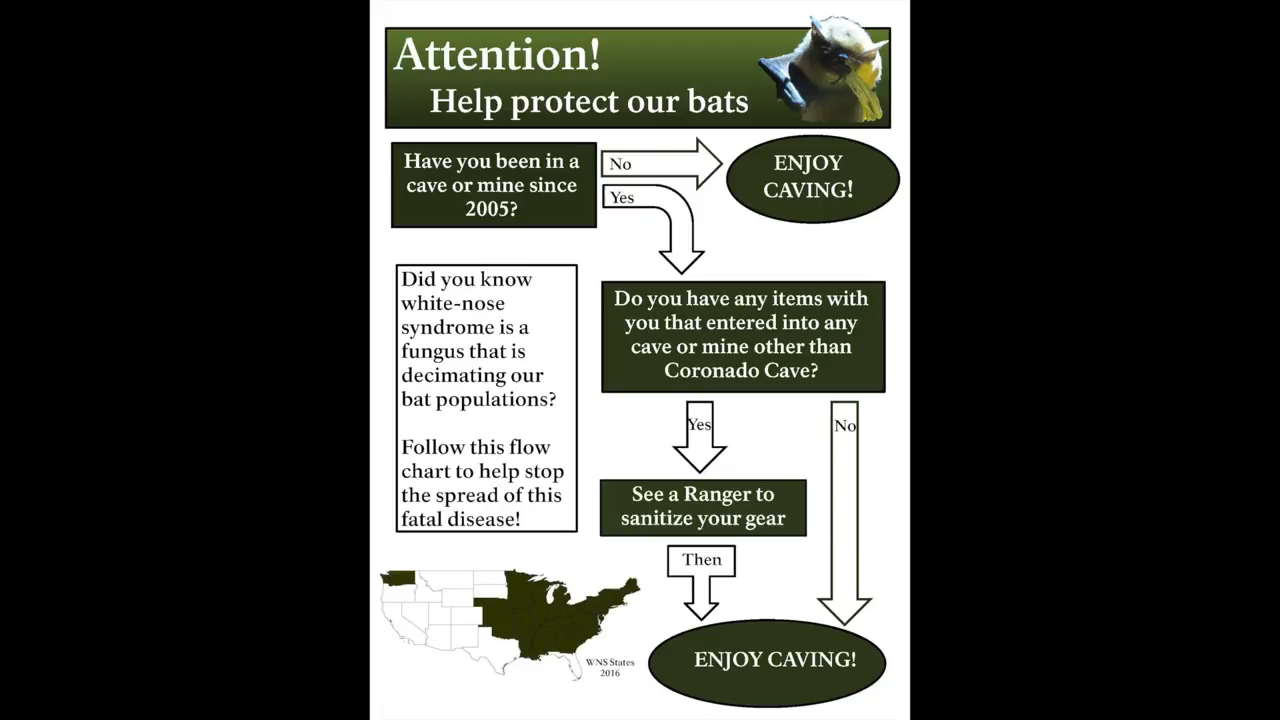 Attention!
Help protect our bats
Have you been in a
cave or mine since
2005?
No
Yes
ENJOY
CAVING!
Did you know
white-nose
syndrome is a
fungus that is
decimating our
bat populations?
Follow this flow
chart to help stop
the spread of this
fatal disease!
Do you have any items with
you that entered into any
cave or mine other than
Coronado Cave?
Yes
No
See a Ranger to
sanitize your gear
Then
ENJOY CAVING!
WNS States
2016